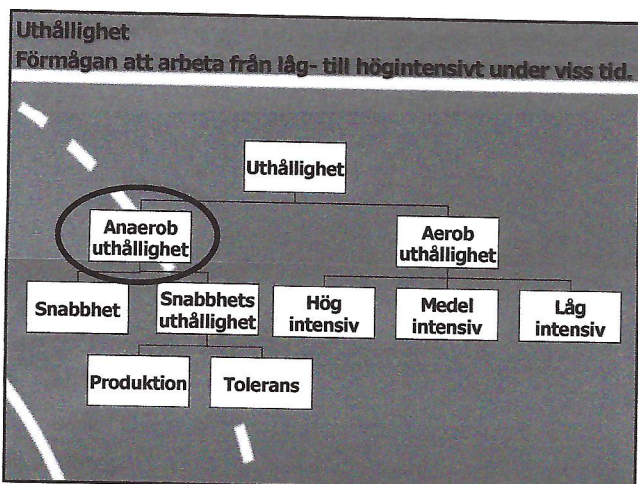 Uthållighet
Förmågan att arbeta från låg- till högintensivt under viss tid.
Uthållighet
Anaerob
uthållighet
Aerob
uthållighet
Snabbhet
Snabbhets
uthållighet
Hög
intensiv
Medel
intensiv
Låg
intensiv
Produktion
Tolerans